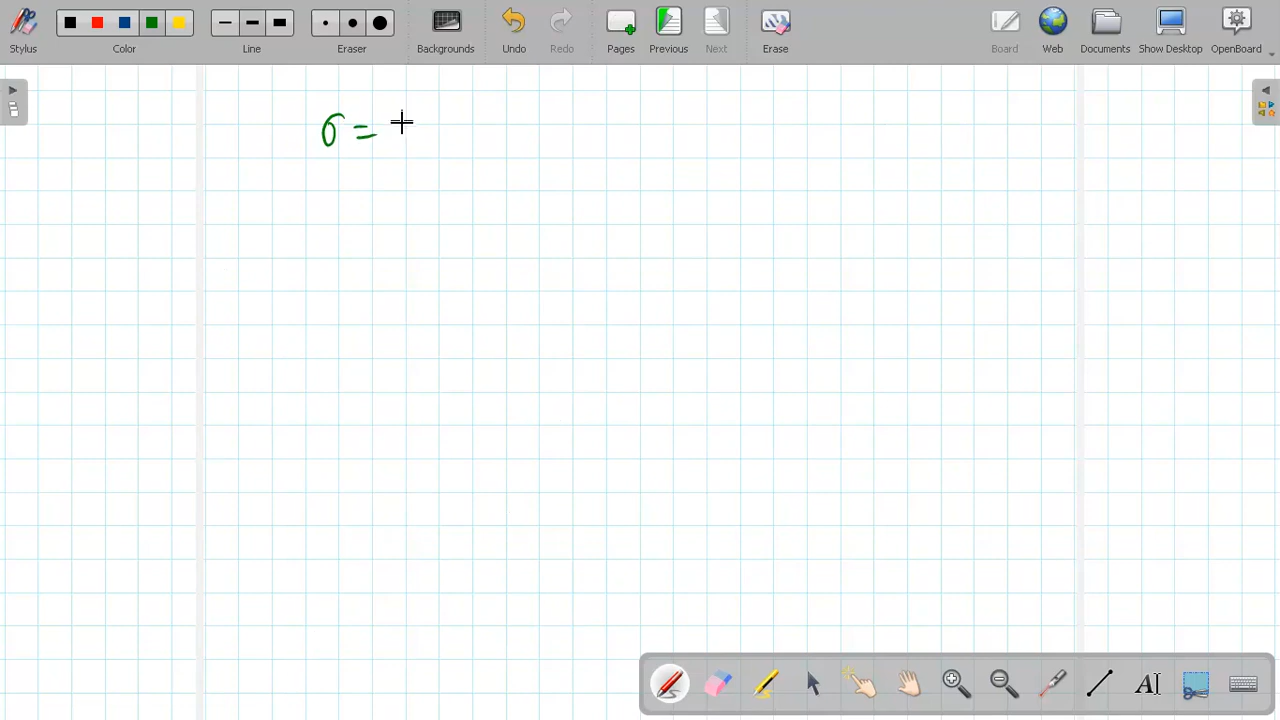 Stylus Color Line Eraser Backgrounds Undo Redo Pages Previous Next Erase Board Web Documents Show Desktop OpenBoard
σ =